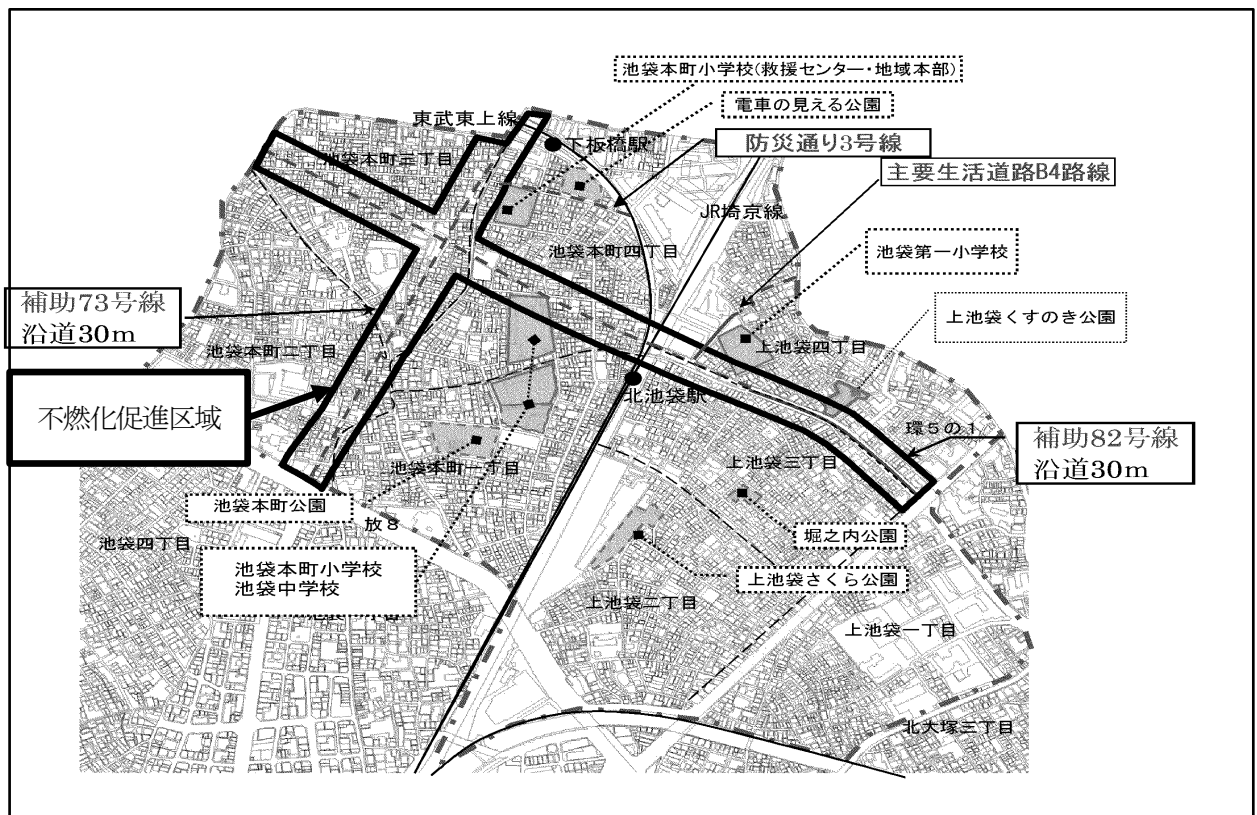 池袋本町小学校(救援センター・地域本部)
電車の見える公園
東武東上線
防災通り3号線
下板橋駅
池袋本町三丁目
主要生活道路B4路線
JR埼京線
池袋本町四丁目
池袋第一小学校
補助73号線
沿道30m
上池袋くすのき公園
上池袋四丁目
池袋本町二丁目
北池袋駅
不燃化促進区域
環5の1
補助82号線
沿道30m
上池袋三丁目
池袋本町一丁目
池袋本町公園
放8
堀之内公園
池袋四丁目
池袋本町小学校
池袋中学校
上池袋さくら公園
上池袋二丁目
上池袋一丁目
北大塚三丁目